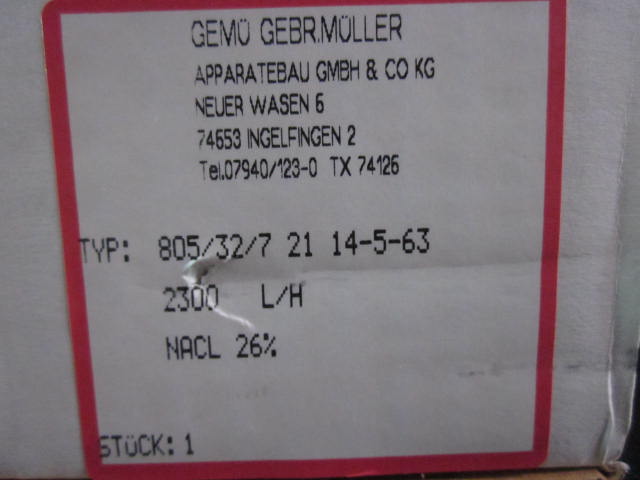 GEMÜ GEBR.MÜLLER
APPARATEBAU GMBH & CO KG
NEUER WASEN 6
74653 INGELFINGEN 2
Tel.07940/123-0 TX 74126
TYP: 805/32/7 21 14-5-63
2300 L/H
NACL 26%
STÜCK: 1